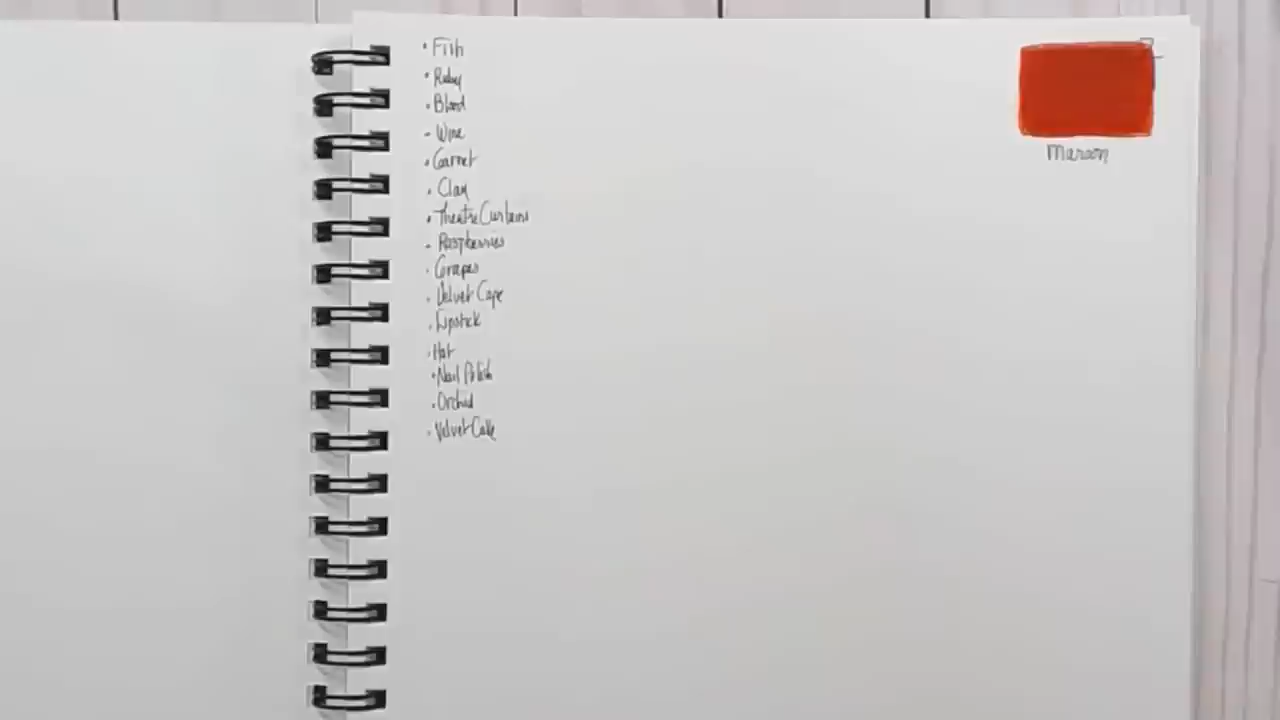 • Fish
• Ruby
• Blood
- Wine
• Garnet
• Clay
• Theatre Curtains
- Raspberries
• Grapes
• Velvet Cape
• Lipstick
• Hat
• Nail Polish
• Orchid
• Velvet Cake
Maroon